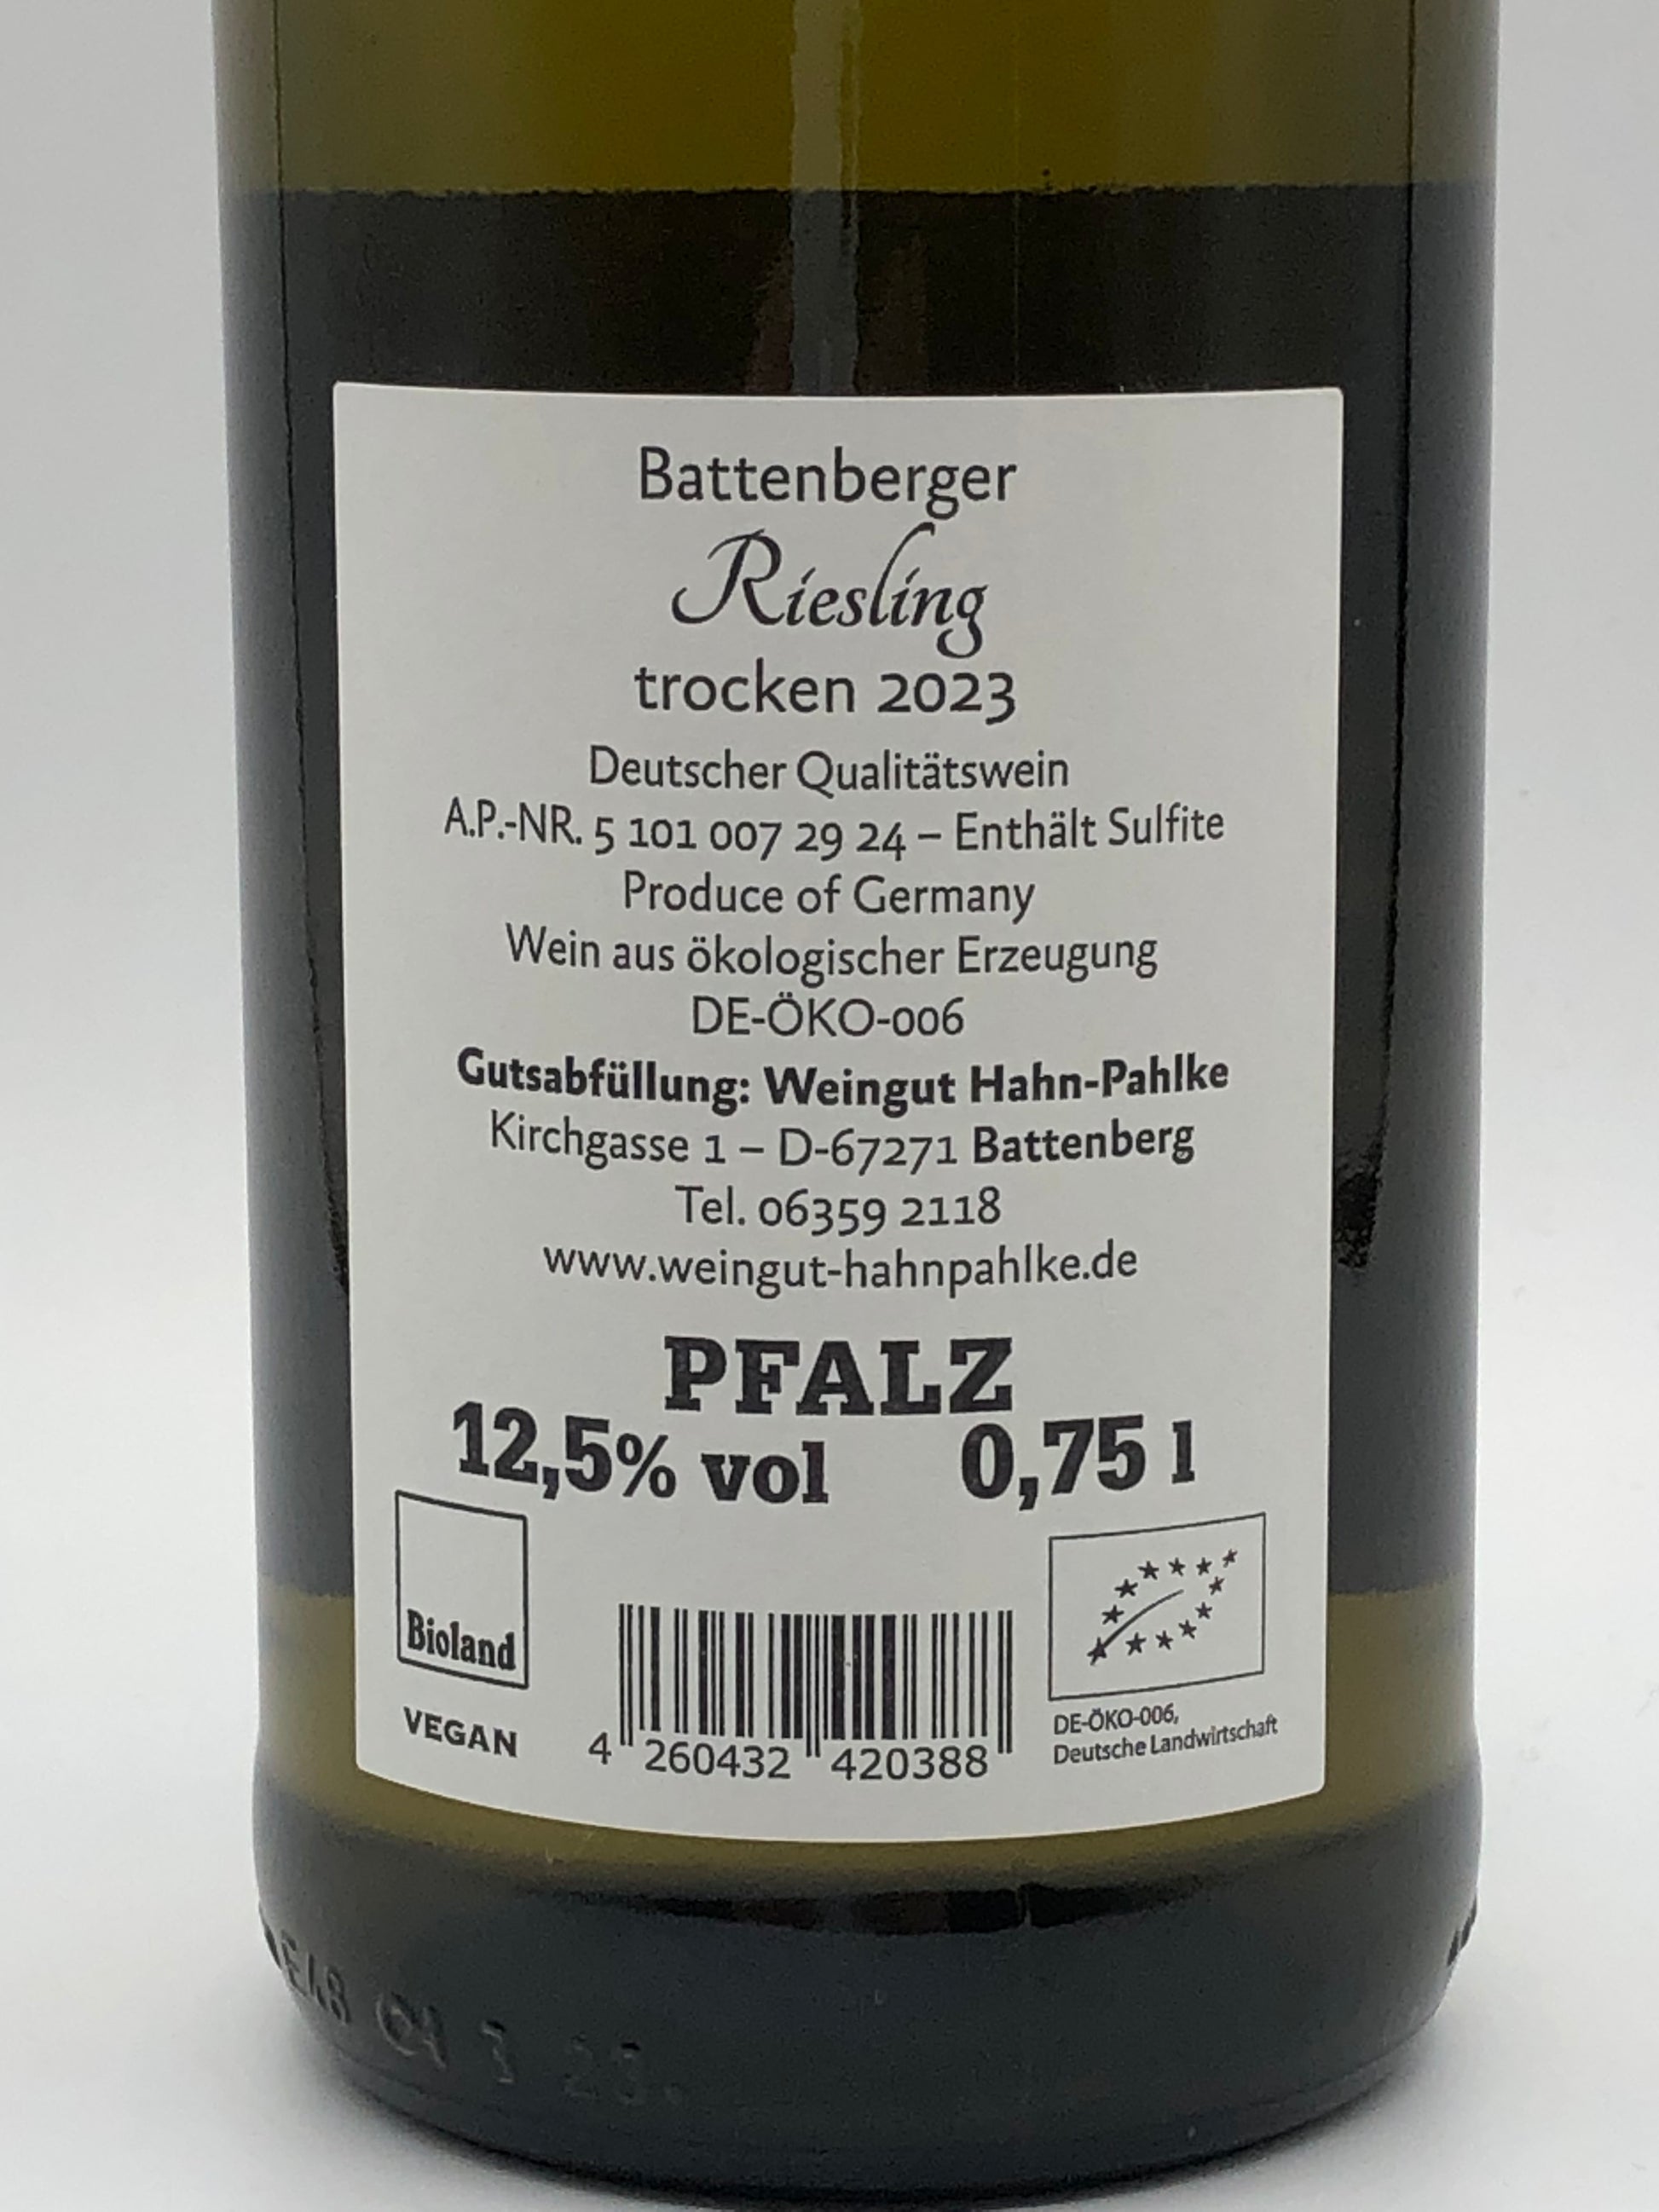 Battenberger
Riesling
trocken 2023
Deutscher Qualitätswein
A.P.-NR. 5 101 007 29 24 – Enthält Sulfite
Produce of Germany
Wein aus ökologischer Erzeugung
DE-ÖKO-006
Gutsabfüllung: Weingut Hahn-Pahlke
Kirchgasse 1 – D-67271 Battenberg
Tel. 06359 2118
www.weingut-hahnpahlke.de
PFALZ
12,5% vol 0,75 l
Bioland
VEGAN
4 260432 420388
DE-ÖKO-006,
Deutsche Landwirtschaft